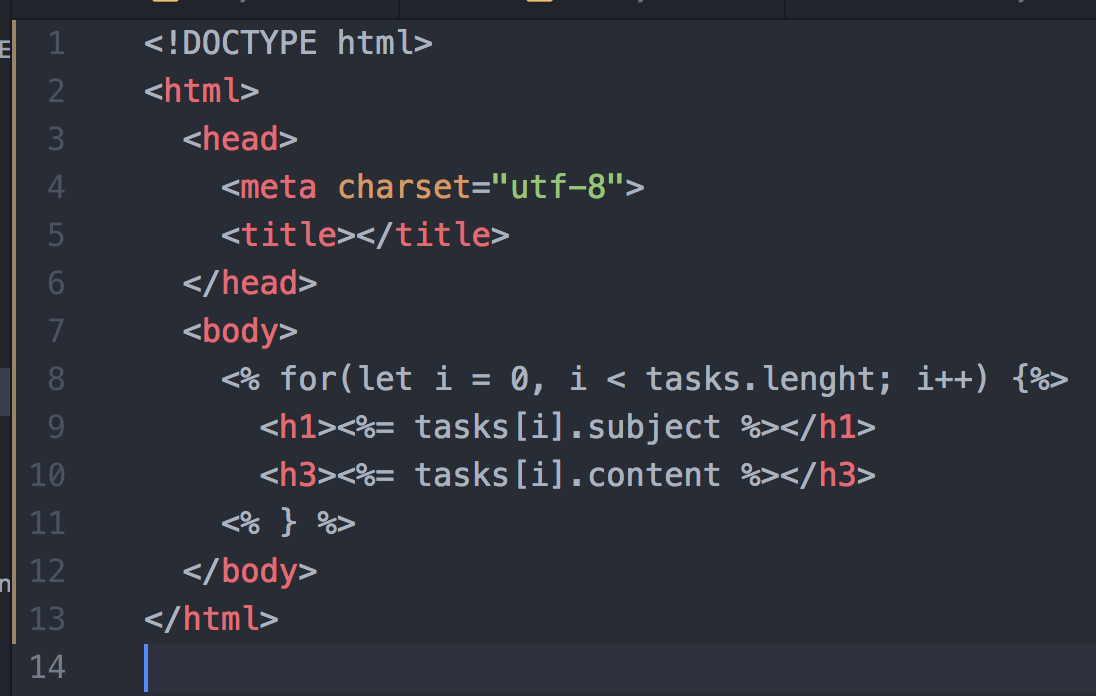 1 <!DOCTYPE html>
2 <html>
3 <head>
4 <meta charset="utf-8">
5 <title></title>
6 </head>
7 <body>
8 <% for(let i = 0, i < tasks.lenght; i++) {%>
9 <h1><%= tasks[i].subject %></h1>
10 <h3><%= tasks[i].content %></h3>
11 <% } %>
12 </body>
13 </html>
14